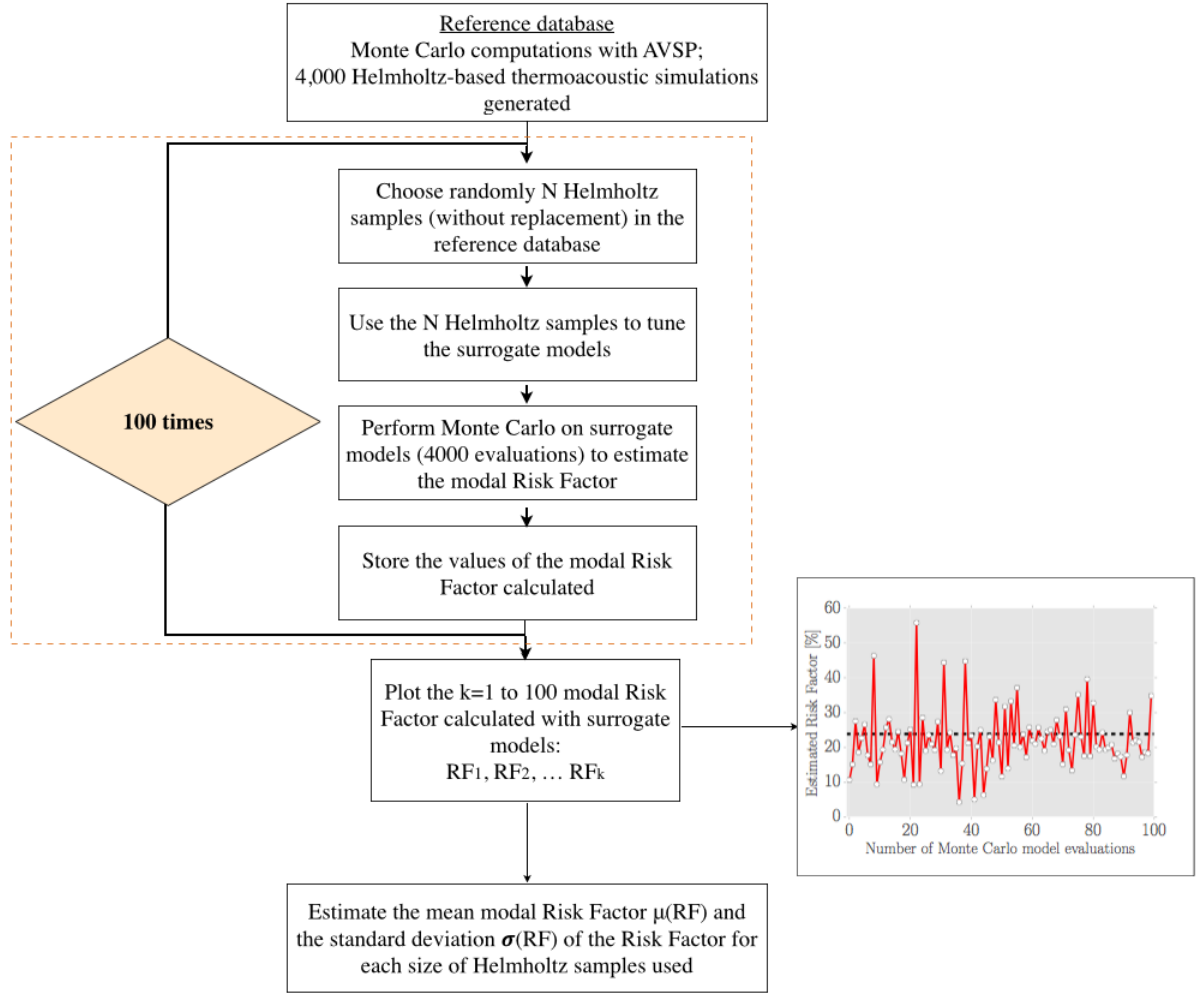 Reference database
Monte Carlo computations with AVSP;
4,000 Helmholtz-based thermoacoustic simulations
generated
Choose randomly N Helmholtz
samples (without replacement) in the
reference database
Use the N Helmholtz samples to tune
the surrogate models
100 times
Perform Monte Carlo on surrogate
models (4000 evaluations) to estimate
the modal Risk Factor
Store the values of the modal Risk
Factor calculated
Plot the k=1 to 100 modal Risk
Factor calculated with surrogate
models:
RF1, RF2, … RFk
Estimated Risk Factor [%]
60
50
40
30
20
10
0
0 20 40 60 80 100
Number of Monte Carlo model evaluations
Estimate the mean modal Risk Factor μ(RF) and
the standard deviation σ(RF) of the Risk Factor for
each size of Helmholtz samples used